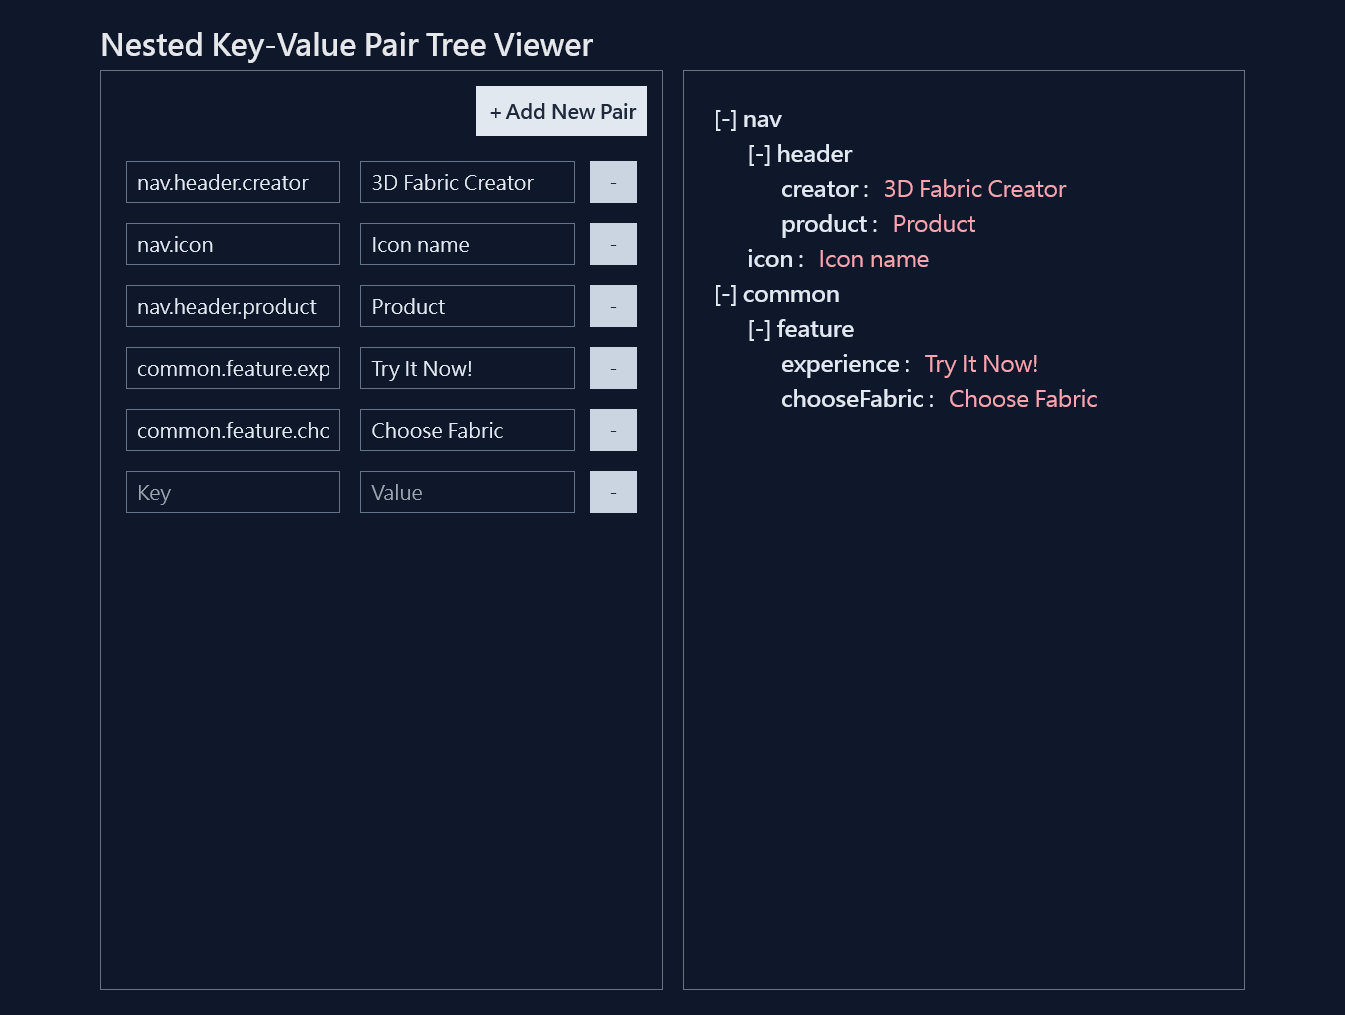 Nested Key-Value Pair Tree Viewer
+ Add New Pair
nav.header.creator
3D Fabric Creator
-
nav.icon
Icon name
-
nav.header.product
Product
-
common.feature.exp
Try It Now!
-
common.feature.chc
Choose Fabric
-
Key
Value
-
[-] nav
[-] header
creator : 3D Fabric Creator
product : Product
icon : Icon name
[-] common
[-] feature
experience : Try It Now!
chooseFabric : Choose Fabric